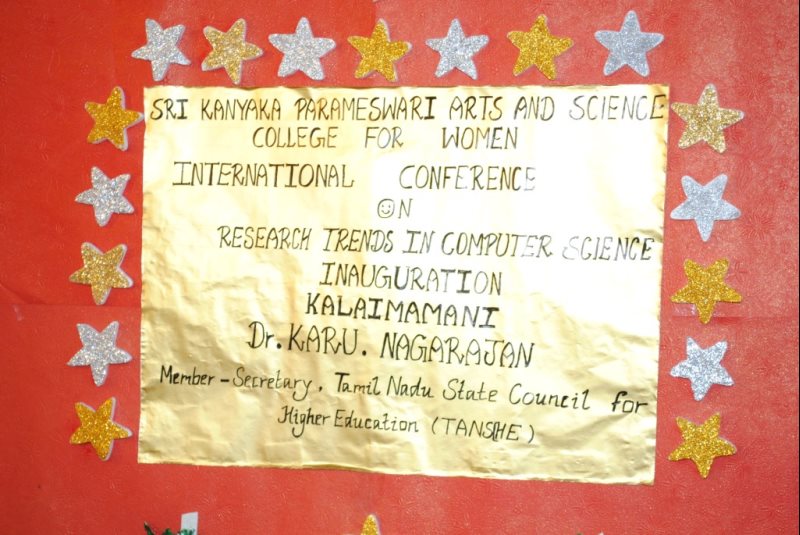 SRI KANYAKA PARAMESWARI ARTS AND SCIENCE
COLLEGE FOR WOMEN
INTERNATIONAL CONFERENCE
ON
RESEARCH TRENDS IN COMPUTER SCIENCE
INAUGURATION
KALAIMAMANI
Dr. KARU. NAGARAJAN
Member - Secretary, Tamil Nadu State Council for
Higher Education (TANSCHE)